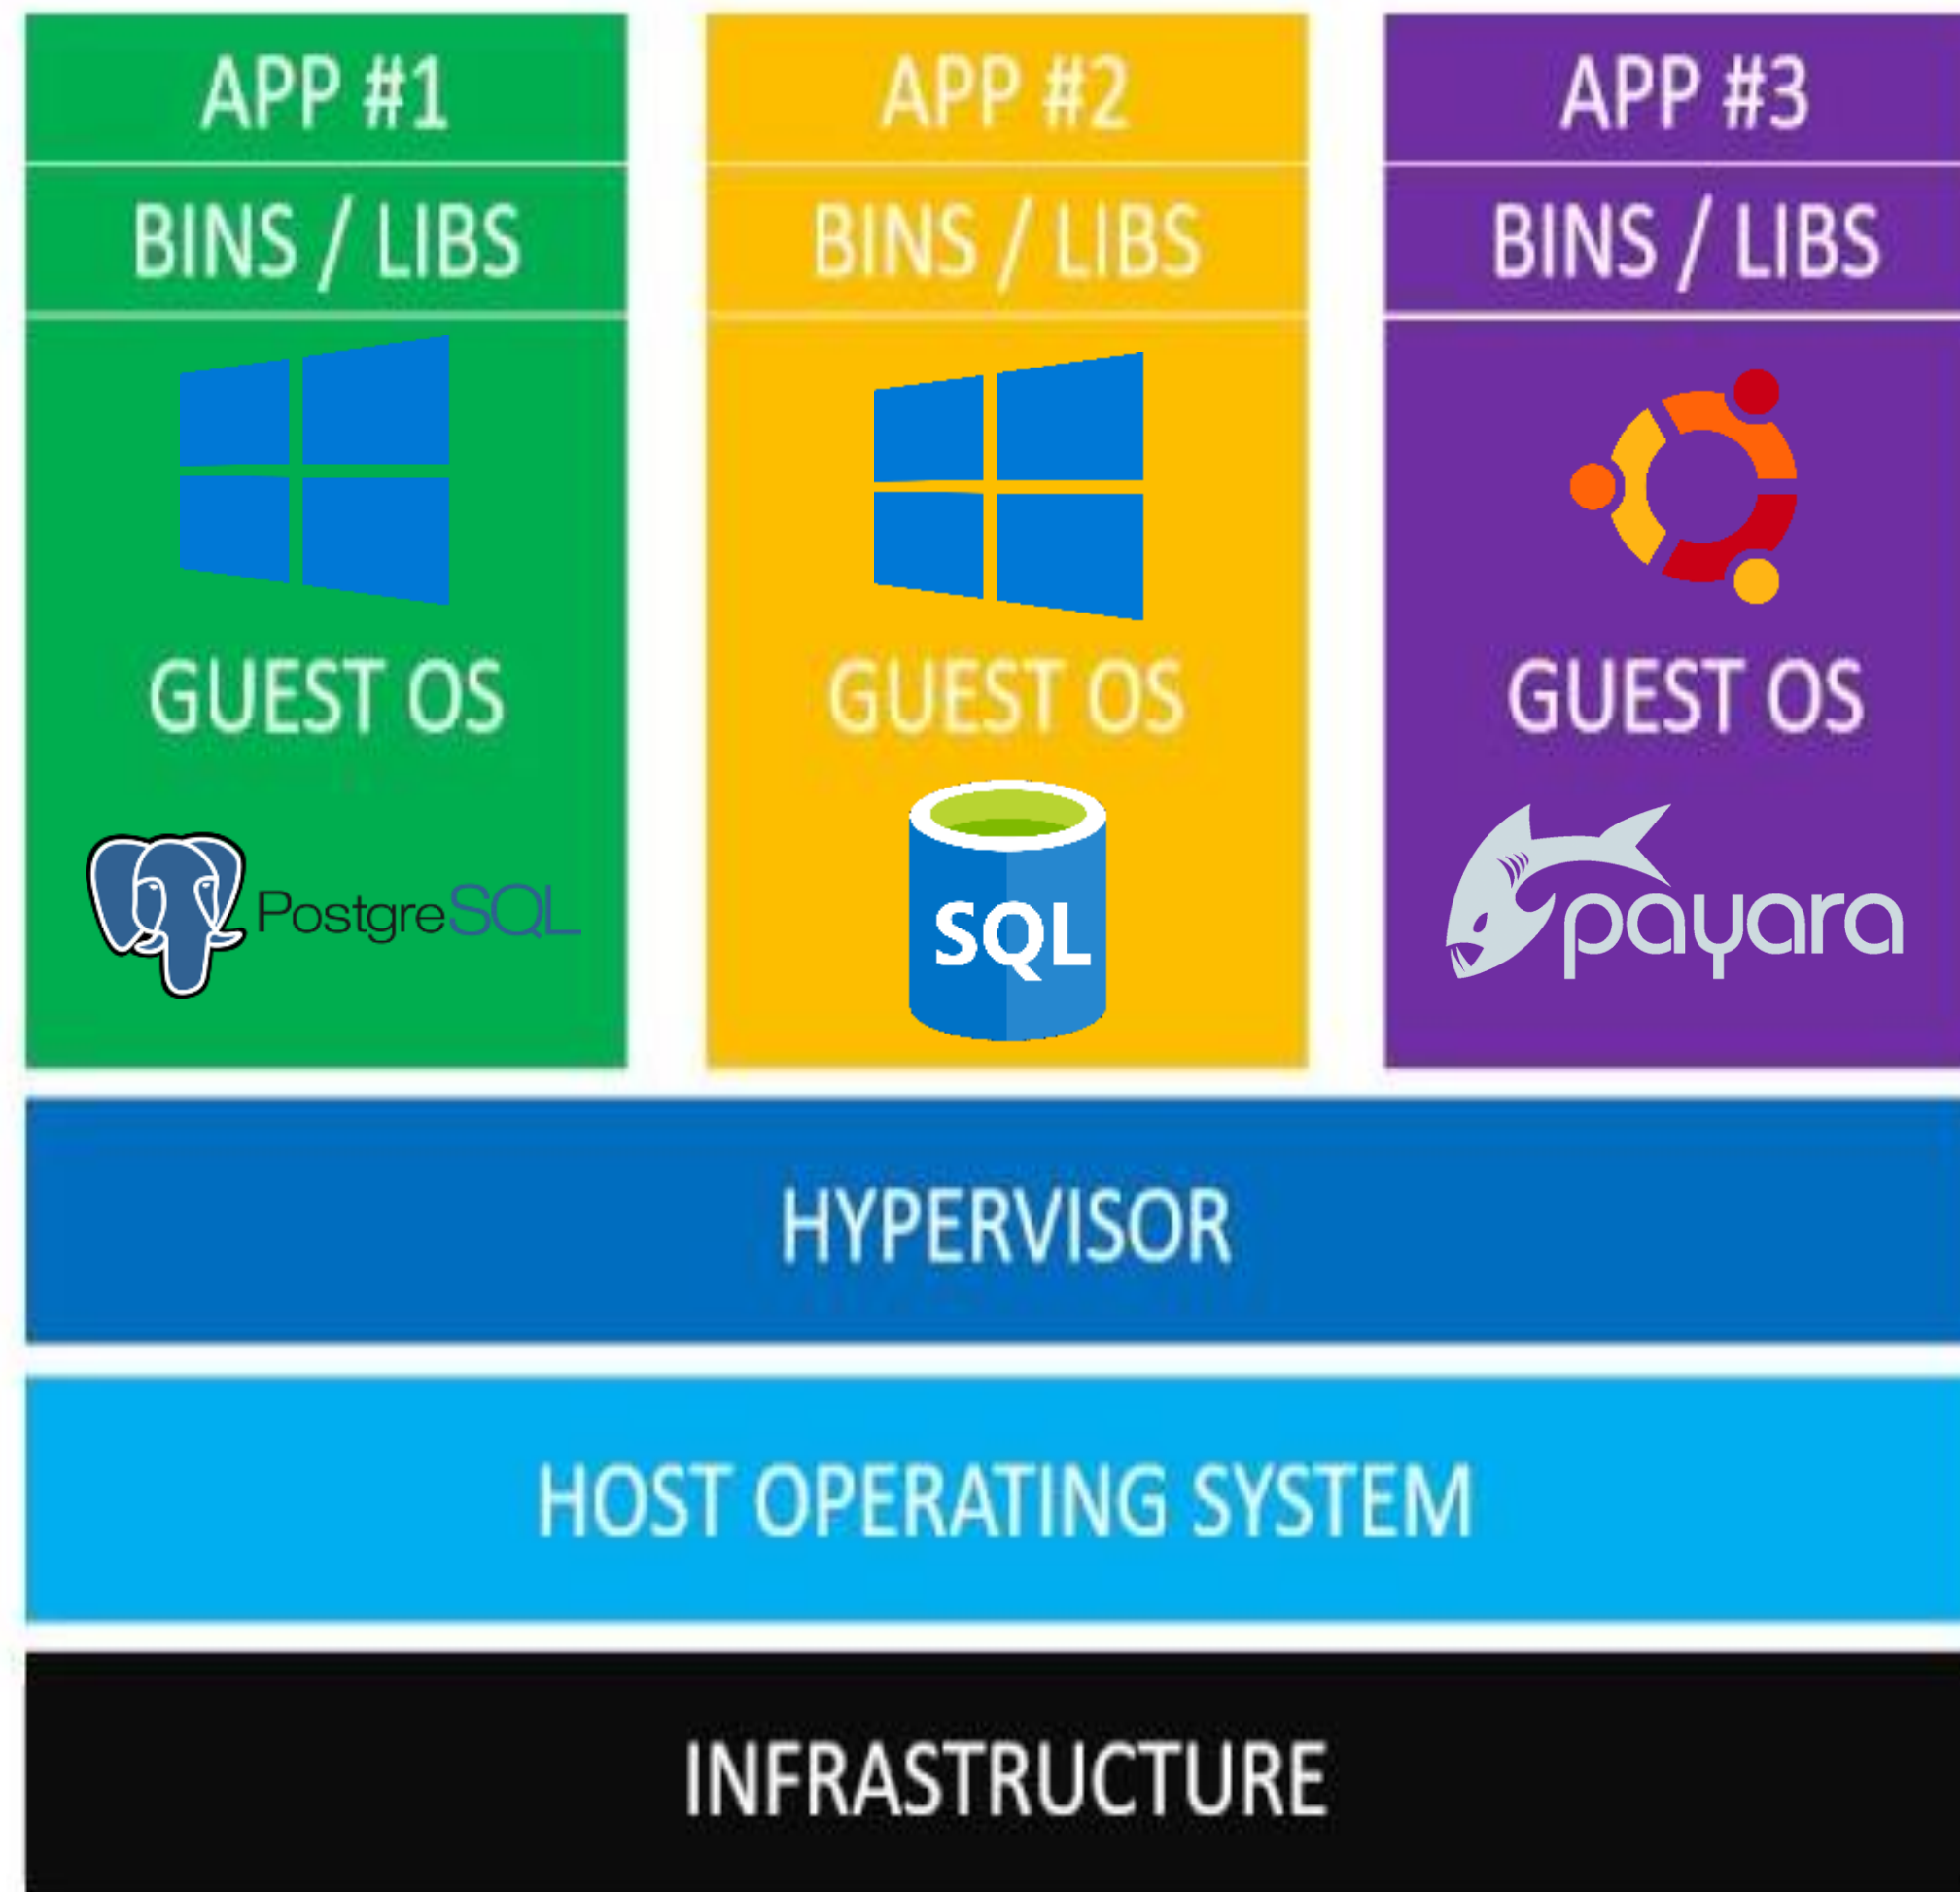 APP #1
BINS / LIBS
GUEST OS
PostgreSQL
APP #2
BINS / LIBS
GUEST OS
SQL
APP #3
BINS / LIBS
GUEST OS
payara
HYPERVISOR
HOST OPERATING SYSTEM
INFRASTRUCTURE